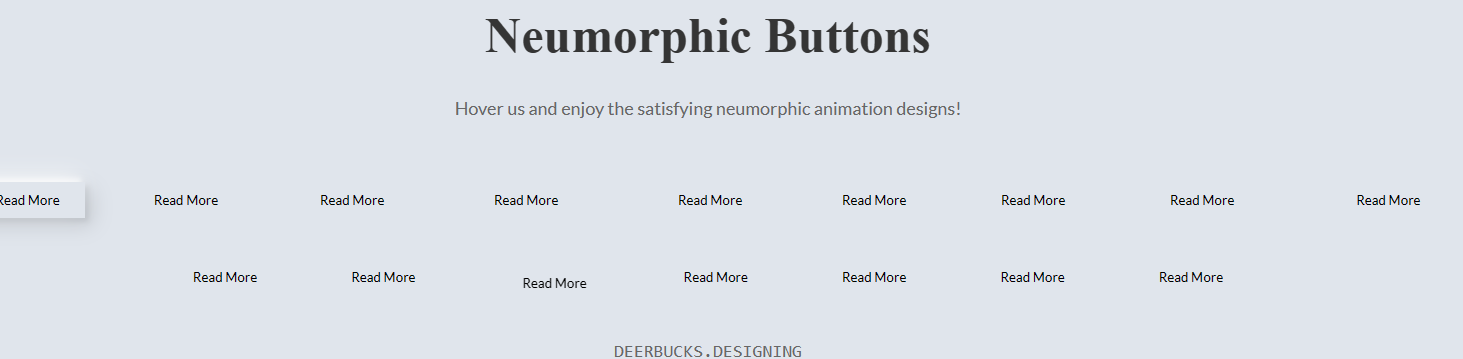 Neumorphic Buttons
Hover us and enjoy the satisfying neumorphic animation designs!
Read More Read More Read More Read More Read More Read More Read More Read More Read More
Read More Read More Read More Read More Read More Read More Read More
DEERBUCKS.DESIGNING